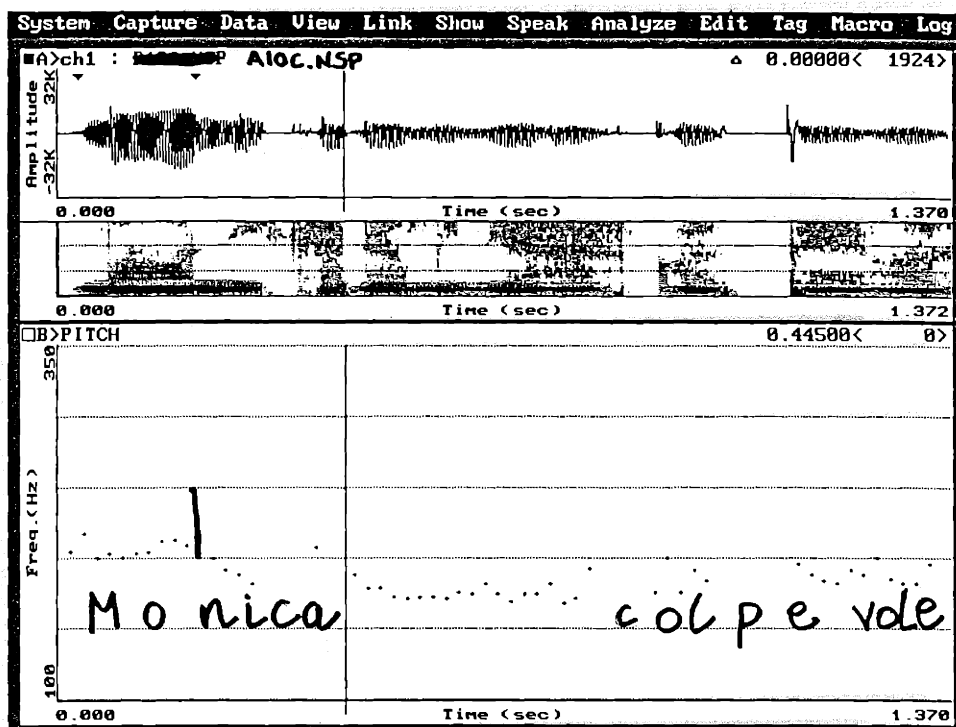 System Capture Data View Link Show Speak Analyze Edit Tag Macro Log
■A>ch1 : P A10C.NSP △ 0.00000< 1924>
Amplitude
32K
-32K
0.000 Time (sec) 1.370
0.000 Time (sec) 1.372
□B>PITCH 0.44500< 0>
350
Freq.(Hz)
Monica colpevole
100
0.000 Time (sec) 1.370